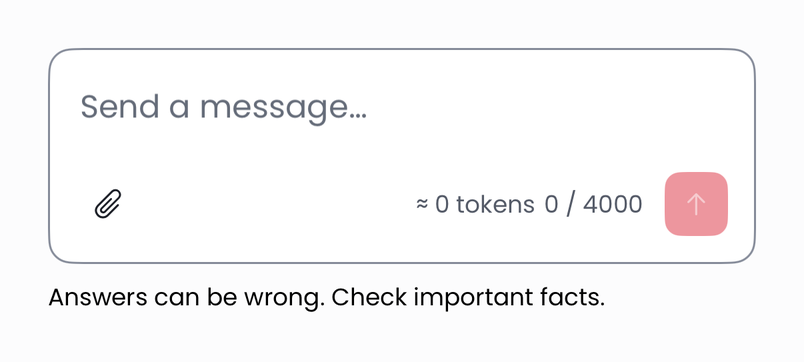 Send a message...
≈ 0 tokens 0 / 4000
Answers can be wrong. Check important facts.